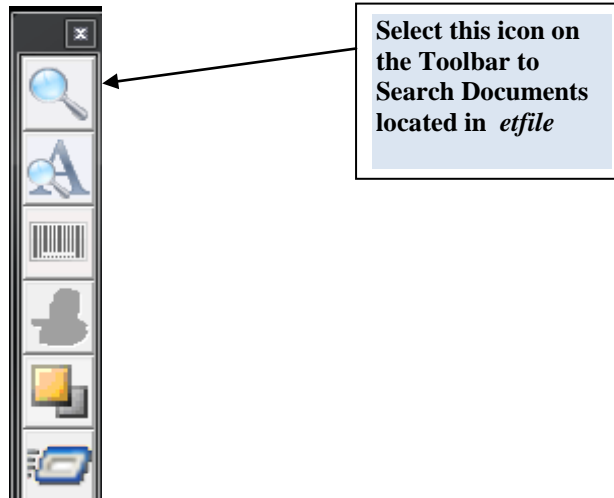 Select this icon on
the Toolbar to
Search Documents
located in etfile